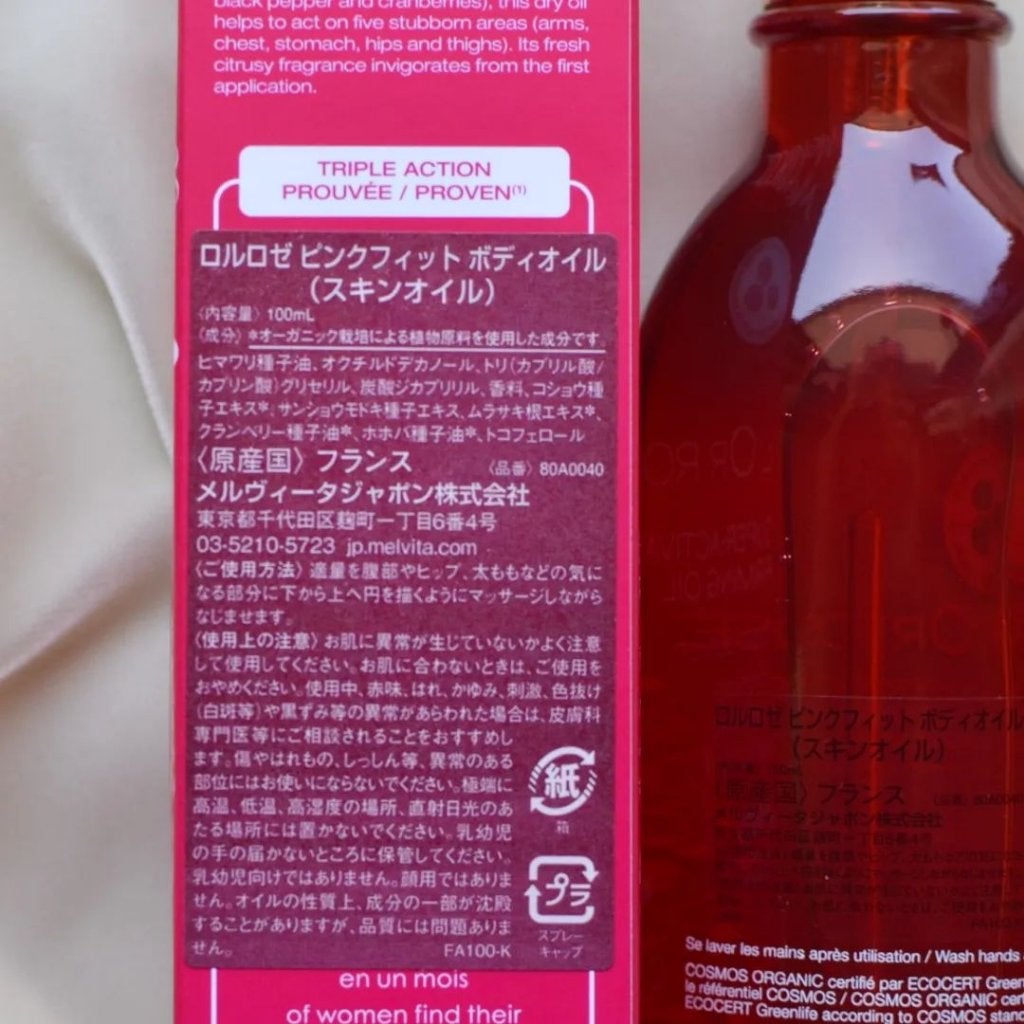 black pepper and cranberries), this dry oil
helps to act on five stubborn areas (arms,
chest, stomach, hips and thighs). Its fresh
citrusy fragrance invigorates from the first
application.
TRIPLE ACTION
PROUVÉE / PROVEN(1)
ロルロゼ ピンクフィット ボディオイル
(スキンオイル)
〈内容量〉 100mL
〈成分〉 *オーガニック栽培による植物原料を使用した成分です
ヒマワリ種子油、オクチルドデカノール、トリ(カプリル酸/
カプリン酸)グリセリル、炭酸ジカプリリル、香料、コショウ種
子エキス*、サンショウモドキ種子エキス、ムラサキ根エキス*、
クランベリー種子油*、ホホバ種子油*、トコフェロール
〈原産国〉 フランス 〈品番〉 80A0040
メルヴィータジャポン株式会社
東京都千代田区麹町一丁目6番4号
03-5210-5723 jp.melvita.com
〈ご使用方法〉 適量を腹部やヒップ、太ももなどの気に
なる部分に下から上へ円を描くようにマッサージしながら
なじませます。
〈使用上の注意〉 お肌に異常が生じていないかよく注意
して使用してください。お肌に合わないときは、ご使用を
おやめください。使用中、赤味、はれ、かゆみ、刺激、色抜け
(白斑等)や黒ずみ等の異常があらわれた場合は、皮膚科
専門医等にご相談されることをおすすめしま
す。傷やはれもの、しっしん等、異常のある
部位にはお使いにならないでください。極端に
高温、低温、高湿度の場所、直射日光のあ
たる場所には置かないでください。乳幼児
の手の届かないところに保管してください。
乳幼児向けではありません。顔用ではありま
せん。オイルの性質上、成分の一部が沈殿
することがありますが、品質には問題ありま
せん。 FA100-K
紙
箱
プラ
スプレー
キャップ
en un mois
of women find their
ロルロゼ ピンクフィット ボディオイル
(スキンオイル)
〈原産国〉 フランス 〈品番〉 80A0040
メルヴィータジャポン株式会社
Se laver les mains après utilisation / Wash hands
COSMOS ORGANIC certifié par ECOCERT Green
le référentiel COSMOS / COSMOS ORGANIC cert
ECOCERT Greenlife according to COSMOS stand